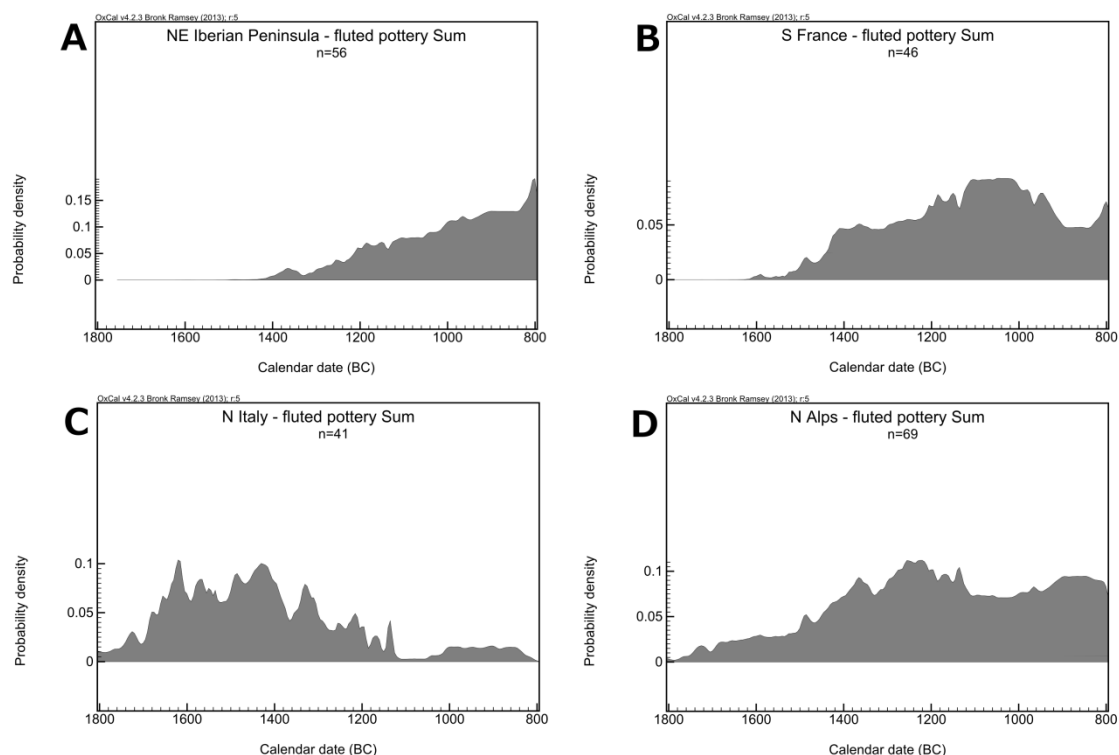 OxCal v4.2.3 Bronk Ramsey (2013); r:5
A
NE Iberian Peninsula - fluted pottery Sum
n=56
Probability density
0.15
0.1
0.05
0
1800 1600 1400 1200 1000 800
Calendar date (BC)
OxCal v4.2.3 Bronk Ramsey (2013); r:5
B
S France - fluted pottery Sum
n=46
Probability density
0.05
0
1800 1600 1400 1200 1000 800
Calendar date (BC)
OxCal v4.2.3 Bronk Ramsey (2013); r:5
C
N Italy - fluted pottery Sum
n=41
Probability density
0.1
0.05
0
1800 1600 1400 1200 1000 800
Calendar date (BC)
OxCal v4.2.3 Bronk Ramsey (2013); r:5
D
N Alps - fluted pottery Sum
n=69
Probability density
0.1
0.05
0
1800 1600 1400 1200 1000 800
Calendar date (BC)